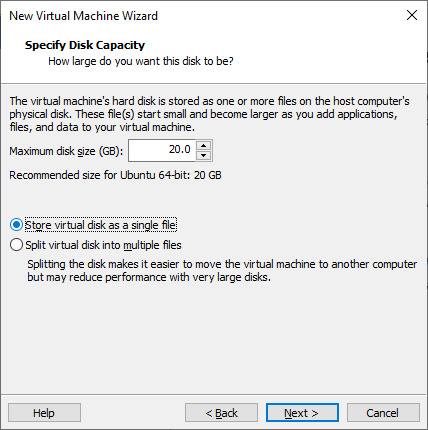 New Virtual Machine Wizard
Specify Disk Capacity
How large do you want this disk to be?
The virtual machine's hard disk is stored as one or more files on the host computer's
physical disk. These file(s) start small and become larger as you add applications,
files, and data to your virtual machine.
Maximum disk size (GB): 20.0
Recommended size for Ubuntu 64-bit: 20 GB
Store virtual disk as a single file
Split virtual disk into multiple files
Splitting the disk makes it easier to move the virtual machine to another computer
but may reduce performance with very large disks.
Help < Back Next > Cancel